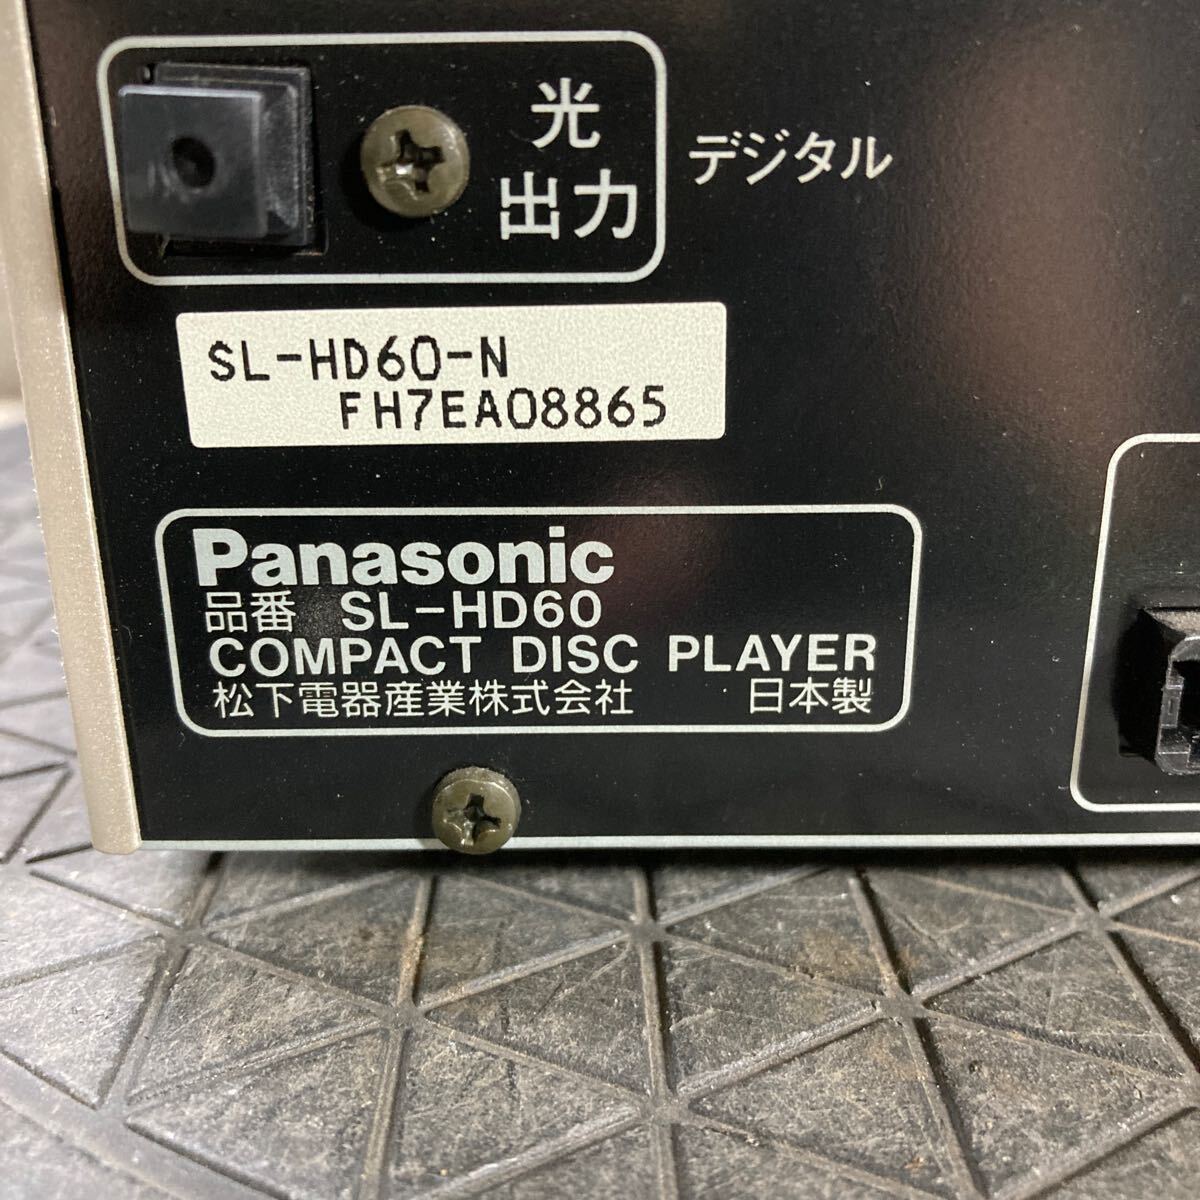 光
出力
デジタル
SL-HD60-N
FH7EA08865
Panasonic
品番 SL-HD60
COMPACT DISC PLAYER
松下電器産業株式会社 日本製